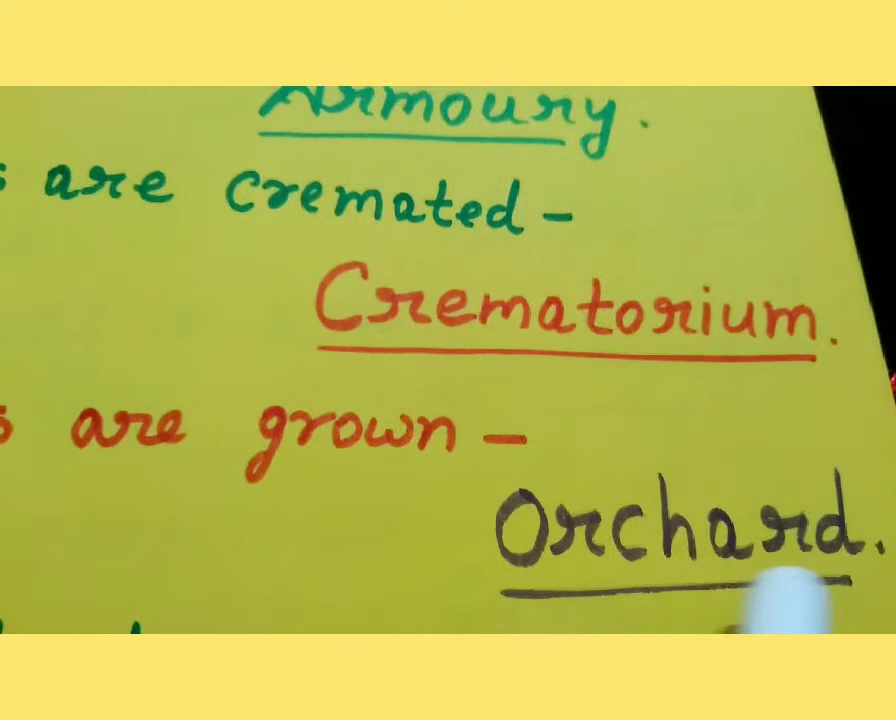 Armoury.
are cremated -
Crematorium.
are grown -
Orchard.